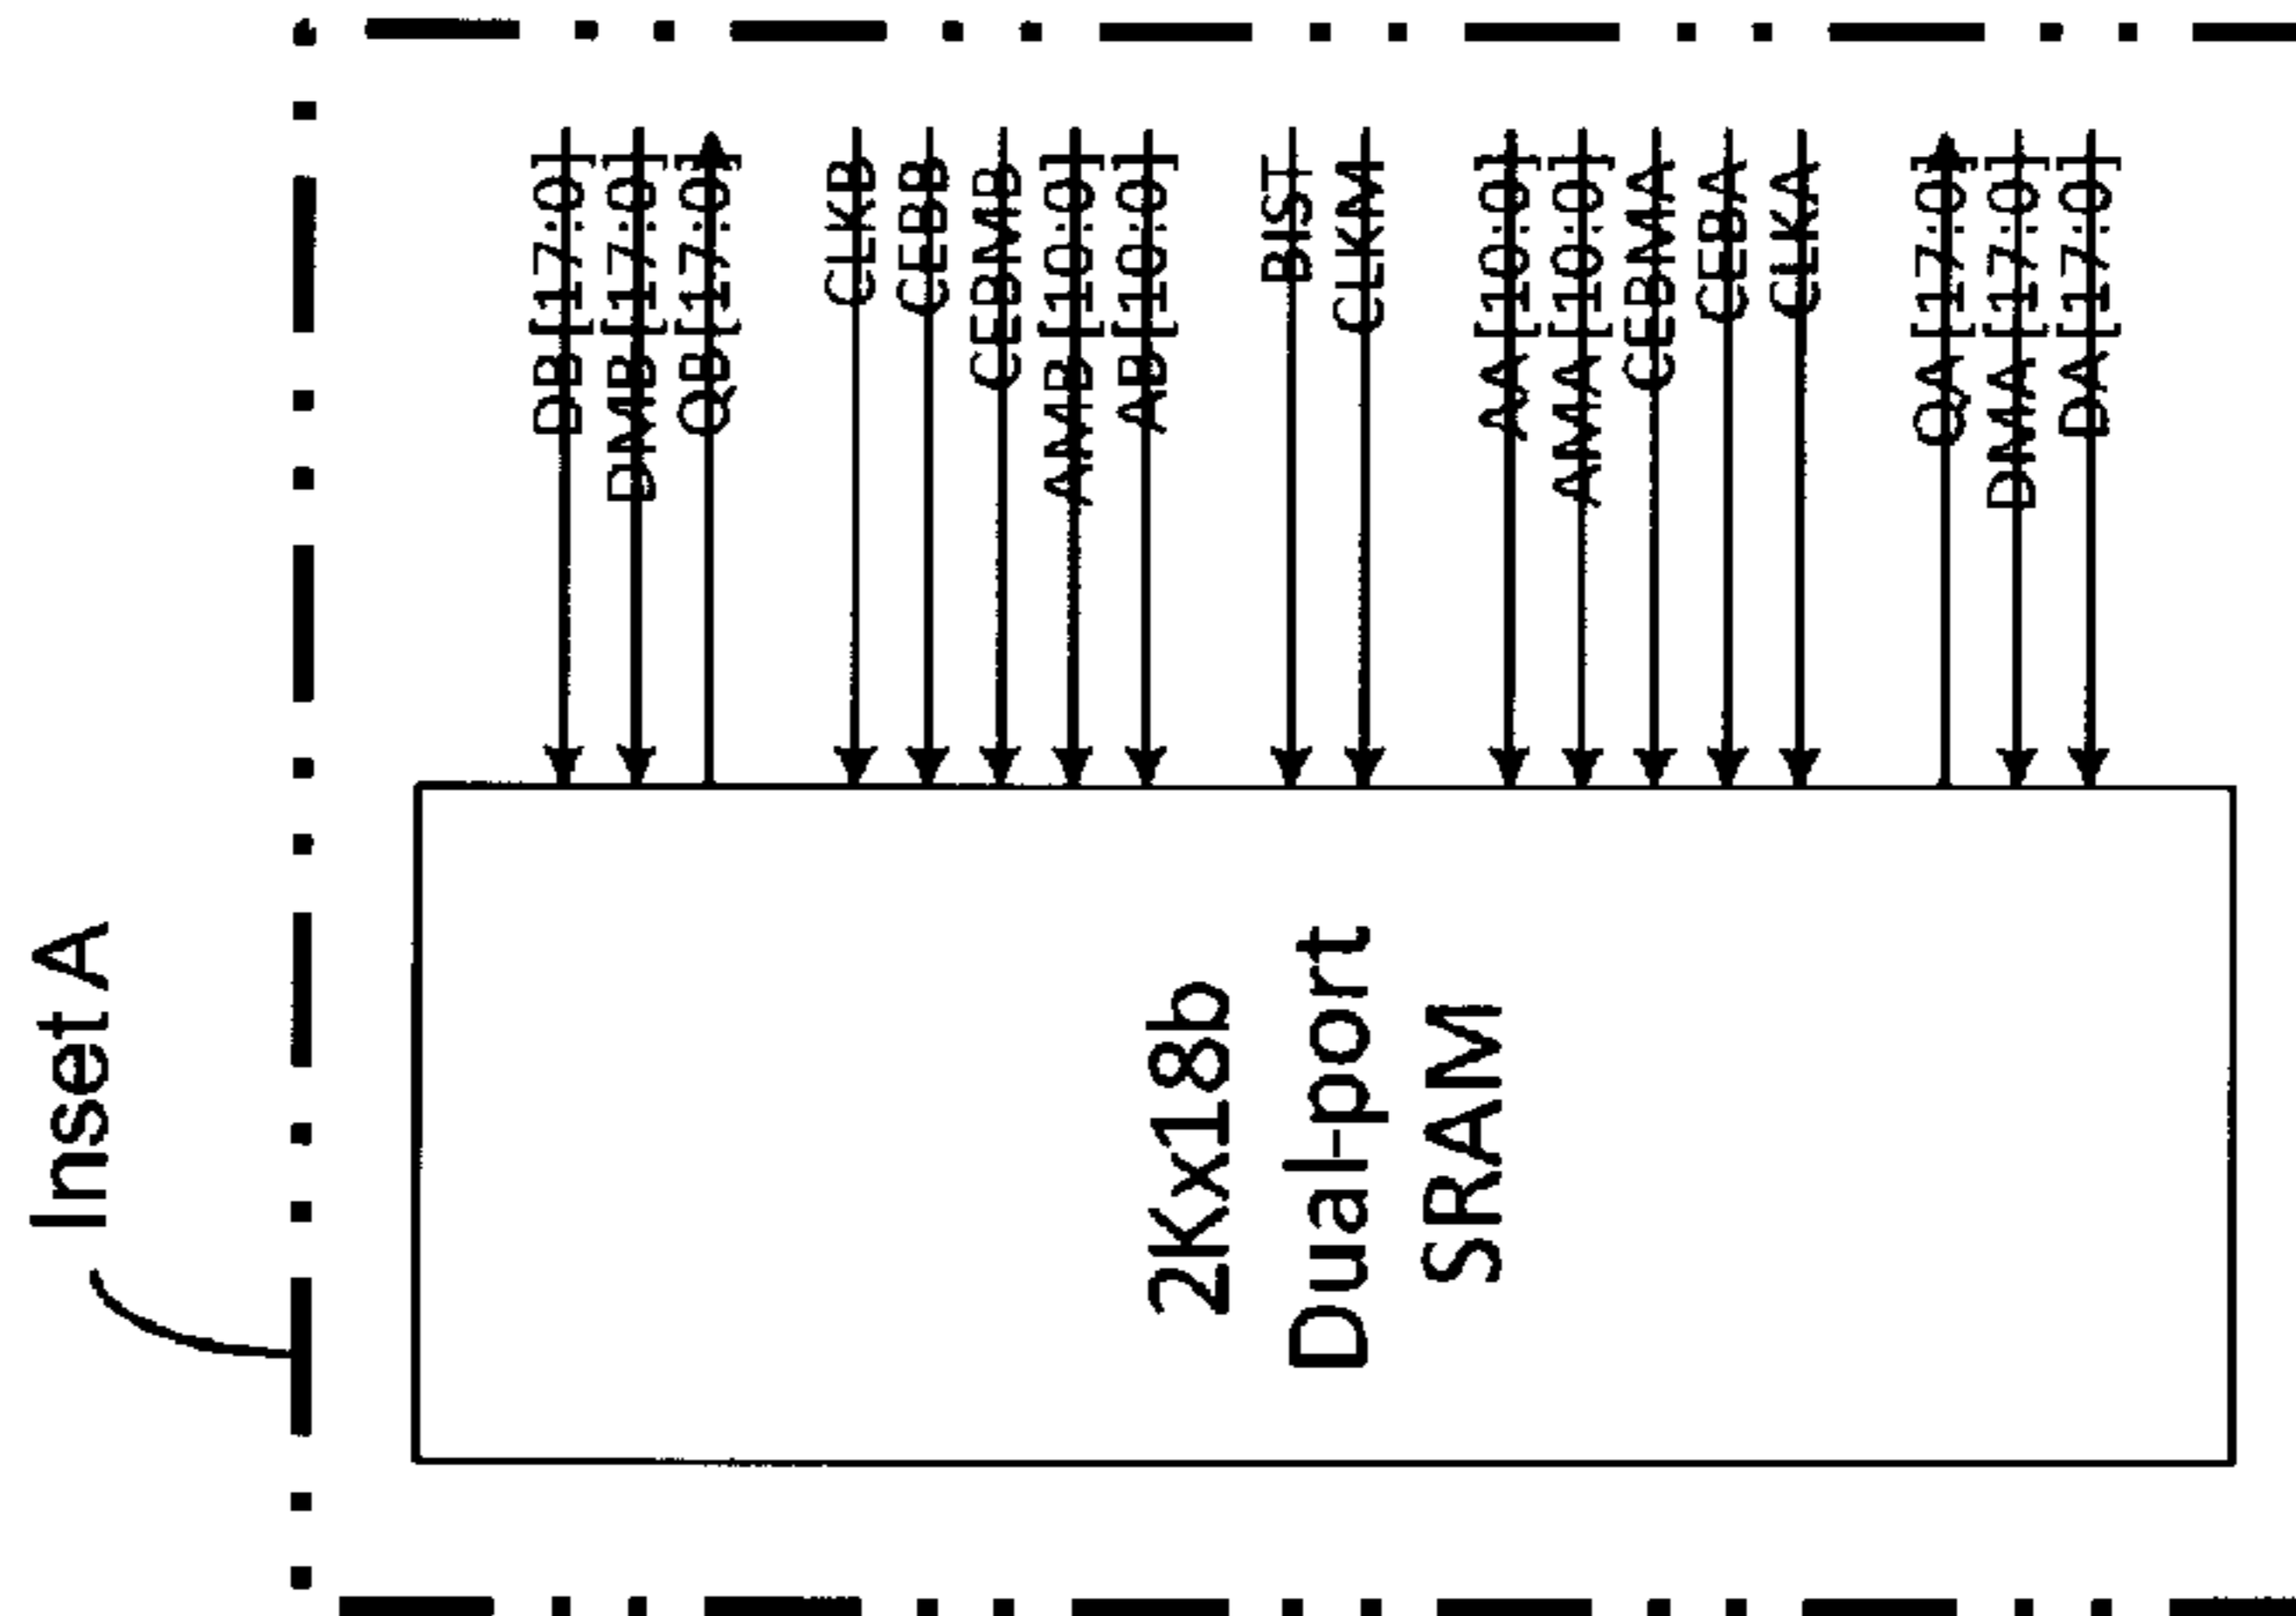 Inset A
DB[17:0]
DMB[17:0]
QB[17:0]
CLKB
CEBB
CEBMB
AMB[10:0]
AB[10:0]
BIST
CLKM
AA[10:0]
AMA[10:0]
CEBMA
CEBA
CLKA
QA[17:0]
DMA[17:0]
DA[17:0]
2Kx18b
Dual-port
SRAM